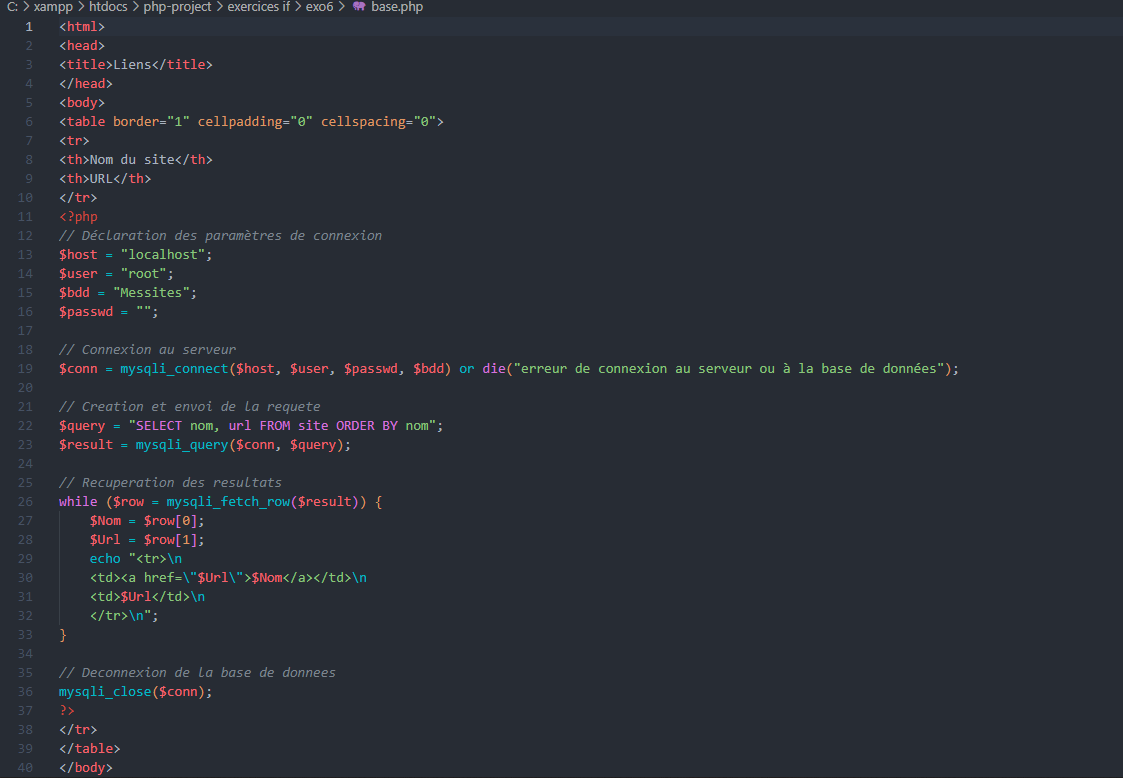 C: > xampp > htdocs > php-project > exercices if > exo6 > base.php
1 <html>
2 <head>
3 <title>Liens</title>
4 </head>
5 <body>
6 <table border="1" cellpadding="0" cellspacing="0">
7 <tr>
8 <th>Nom du site</th>
9 <th>URL</th>
10 </tr>
11 <?php
12 // Déclaration des paramètres de connexion
13 $host = "localhost";
14 $user = "root";
15 $bdd = "Messites";
16 $passwd = "";
17
18 // Connexion au serveur
19 $conn = mysqli_connect($host, $user, $passwd, $bdd) or die("erreur de connexion au serveur ou à la base de données");
20
21 // Creation et envoi de la requete
22 $query = "SELECT nom, url FROM site ORDER BY nom";
23 $result = mysqli_query($conn, $query);
24
25 // Recuperation des resultats
26 while ($row = mysqli_fetch_row($result)) {
27     $Nom = $row[0];
28     $Url = $row[1];
29     echo "<tr>\n
30     <td><a href=\"$Url\">$Nom</a></td>\n
31     <td>$Url</td>\n
32     </tr>\n";
33 }
34
35 // Deconnexion de la base de donnees
36 mysqli_close($conn);
37 ?>
38 </tr>
39 </table>
40 </body>